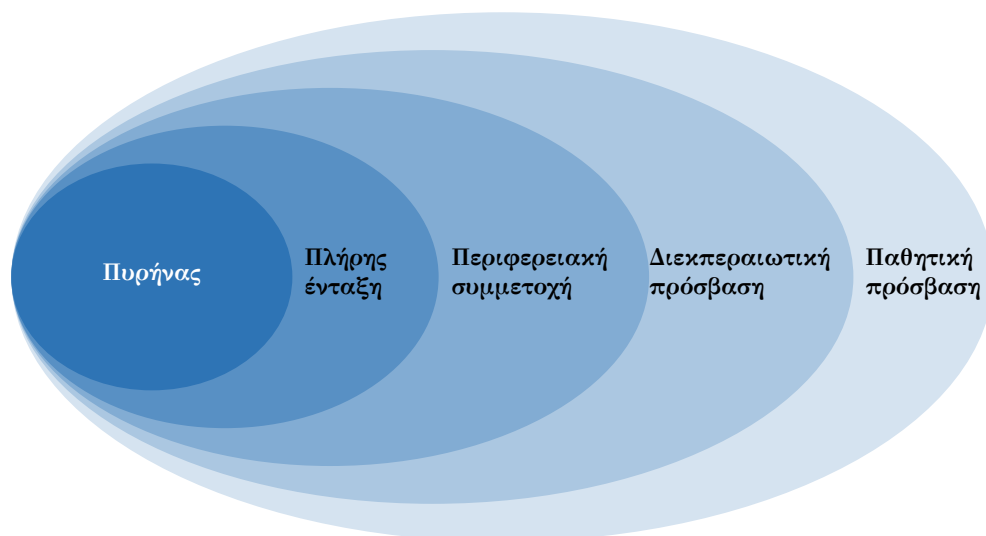 Πυρήνας
Πλήρης
ένταξη
Περιφερειακή
συμμετοχή
Διεκπεραιωτική
πρόσβαση
Παθητική
πρόσβαση